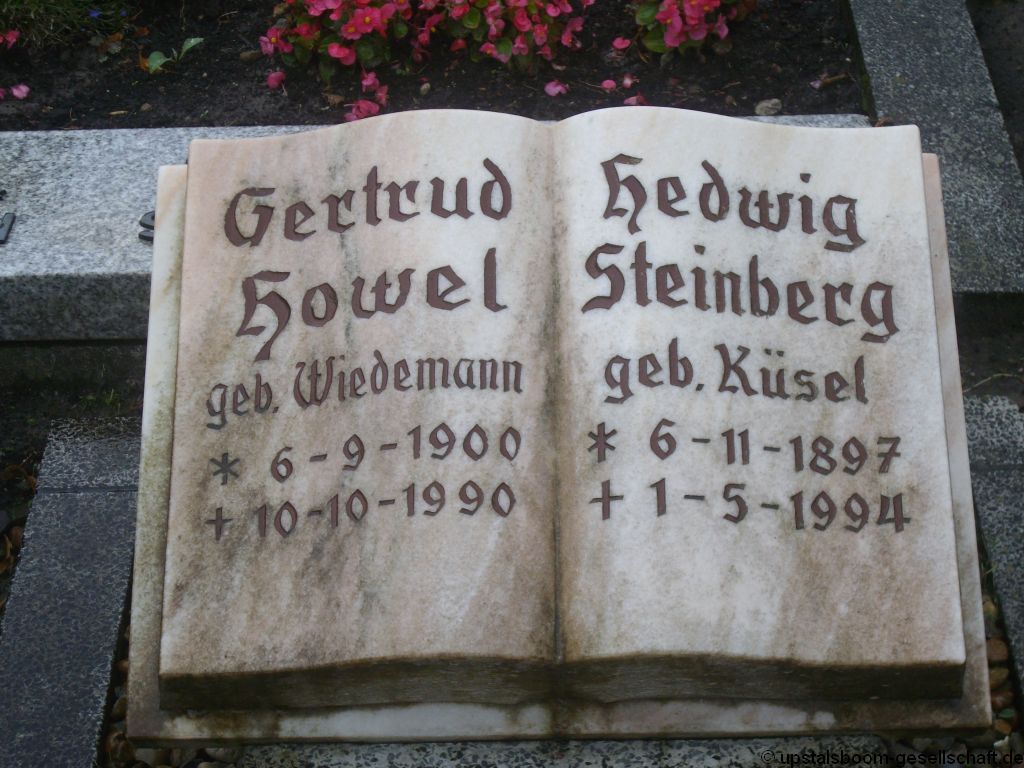 Gertrud
Howel
geb. Wiedemann
* 6-9-1900
+ 10-10-1990
Hedwig
Steinberg
geb. Küsel
* 6-11-1897
+ 1-5-1994
© upstalsboom-gesellschaft.de